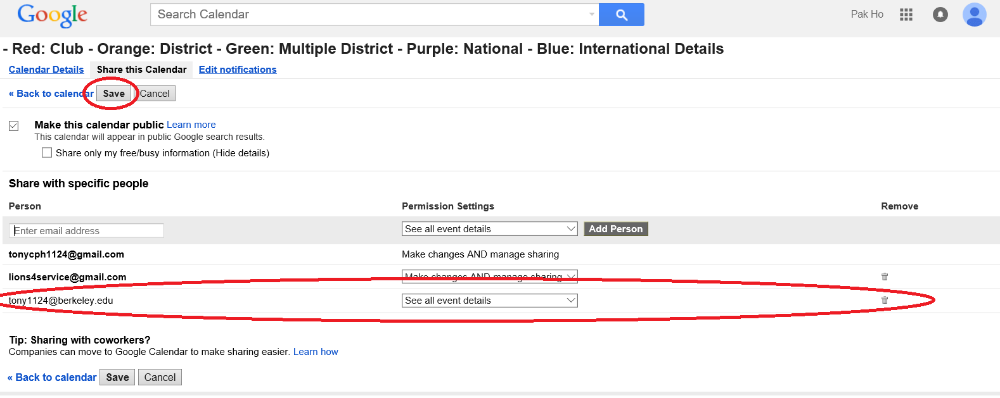 Google Search Calendar Pak Ho
- Red: Club - Orange: District - Green: Multiple District - Purple: National - Blue: International Details
Calendar Details Share this Calendar Edit notifications
« Back to calendar Save Cancel
Make this calendar public Learn more
This calendar will appear in public Google search results.
Share only my free/busy information (Hide details)
Share with specific people
Person Permission Settings Remove
Enter email address See all event details Add Person
tonycph1124@gmail.com Make changes AND manage sharing
lions4service@gmail.com Make changes AND manage sharing
tony1124@berkeley.edu See all event details
Tip: Sharing with coworkers?
Companies can move to Google Calendar to make sharing easier. Learn how
« Back to calendar Save Cancel